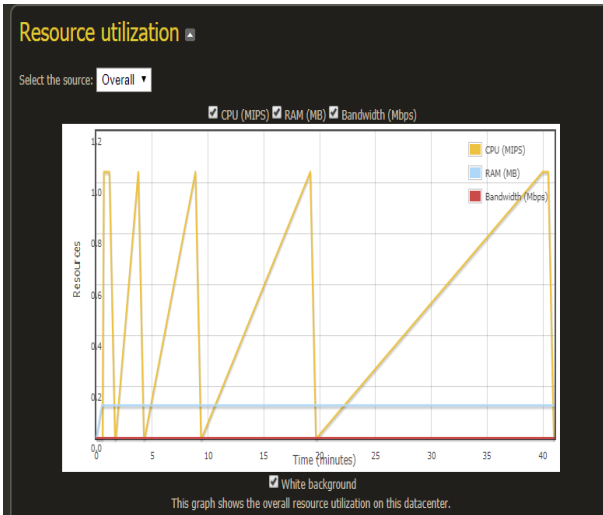 Resource utilization
Select the source: Overall
CPU (MIPS) RAM (MB) Bandwidth (Mbps)
1.2
1.0
0.8
0.6
0.4
0.2
0.0
Resources
CPU (MIPS)
RAM (MB)
Bandwidth (Mbps)
0 5 10 15 20 25 30 35 40
Time (minutes)
White background
This graph shows the overall resource utilization on this datacenter.